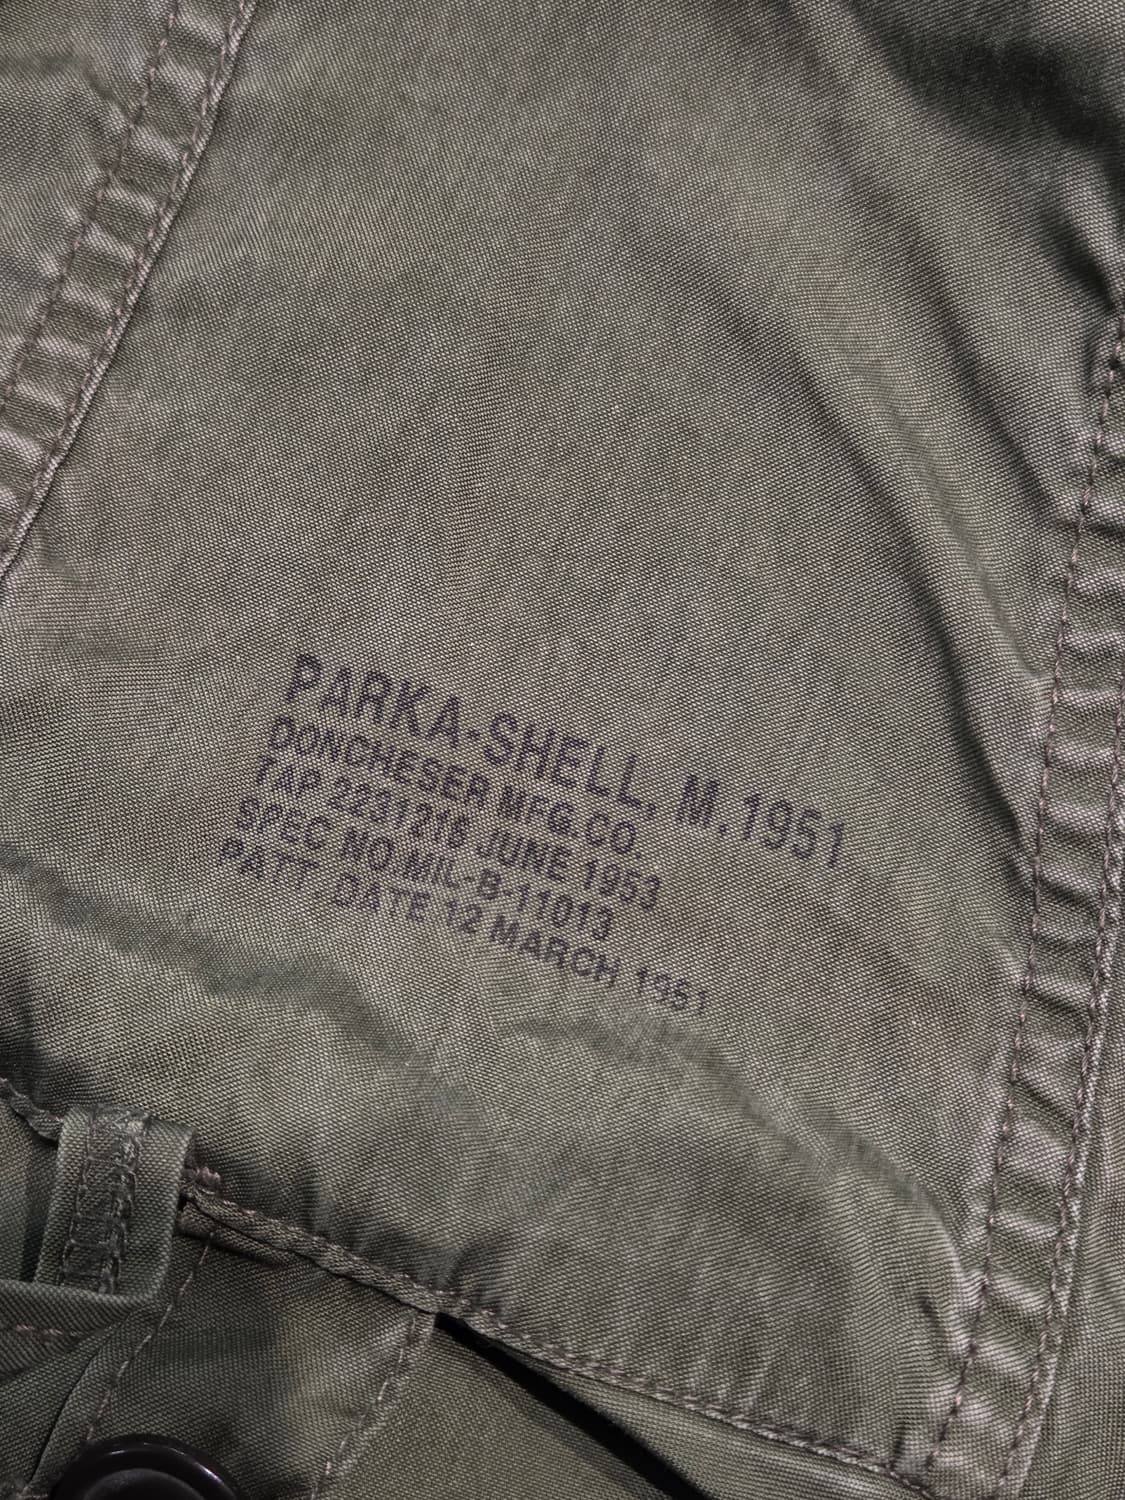 PARKA-SHELL, M.1951
DONCHESER MFG.CO.
TAP 2231216 JUNE 1953
SPEC NO.MIL-B-11013
PATT. DATE 12 MARCH 1951